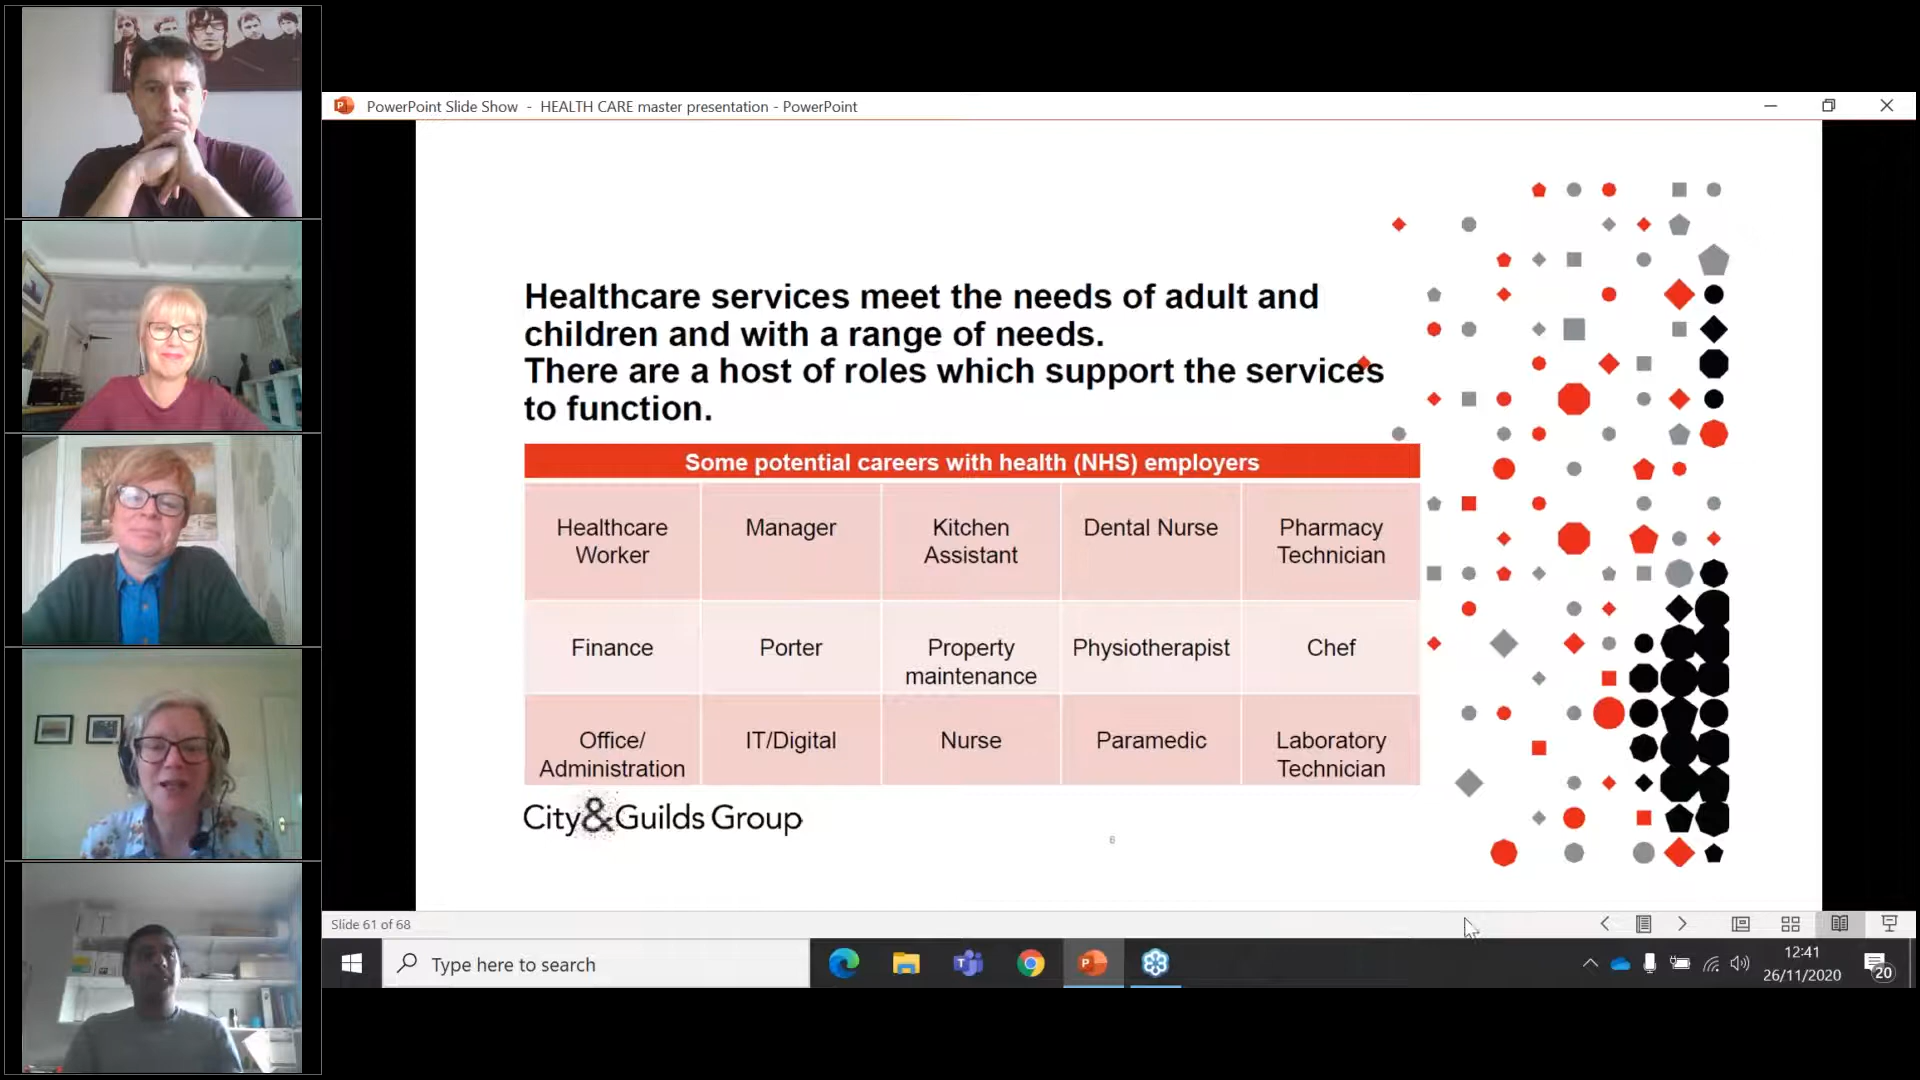 PowerPoint Slide Show - HEALTH CARE master presentation - PowerPoint
Healthcare services meet the needs of adult and
children and with a range of needs.
There are a host of roles which support the services
to function.
Some potential careers with health (NHS) employers
Healthcare
Worker
Manager
Kitchen
Assistant
Dental Nurse
Pharmacy
Technician
Finance
Porter
Property
maintenance
Physiotherapist
Chef
Office/
Administration
IT/Digital
Nurse
Paramedic
Laboratory
Technician
City&Guilds Group
6
Slide 61 of 68
Type here to search
12:41
26/11/2020
20